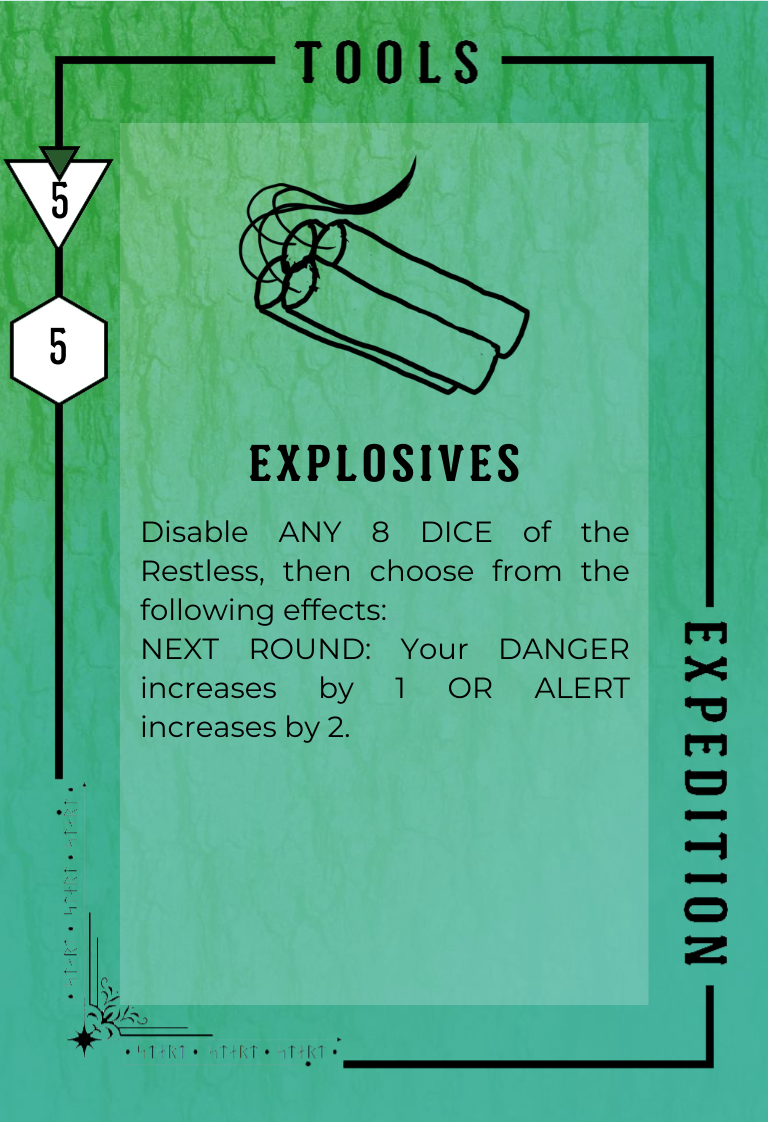 TOOLS
5
5
EXPLOSIVES
Disable ANY 8 DICE of the
Restless, then choose from the
following effects:
NEXT ROUND: Your DANGER
increases by 1 OR ALERT
increases by 2.
EXPEDITION